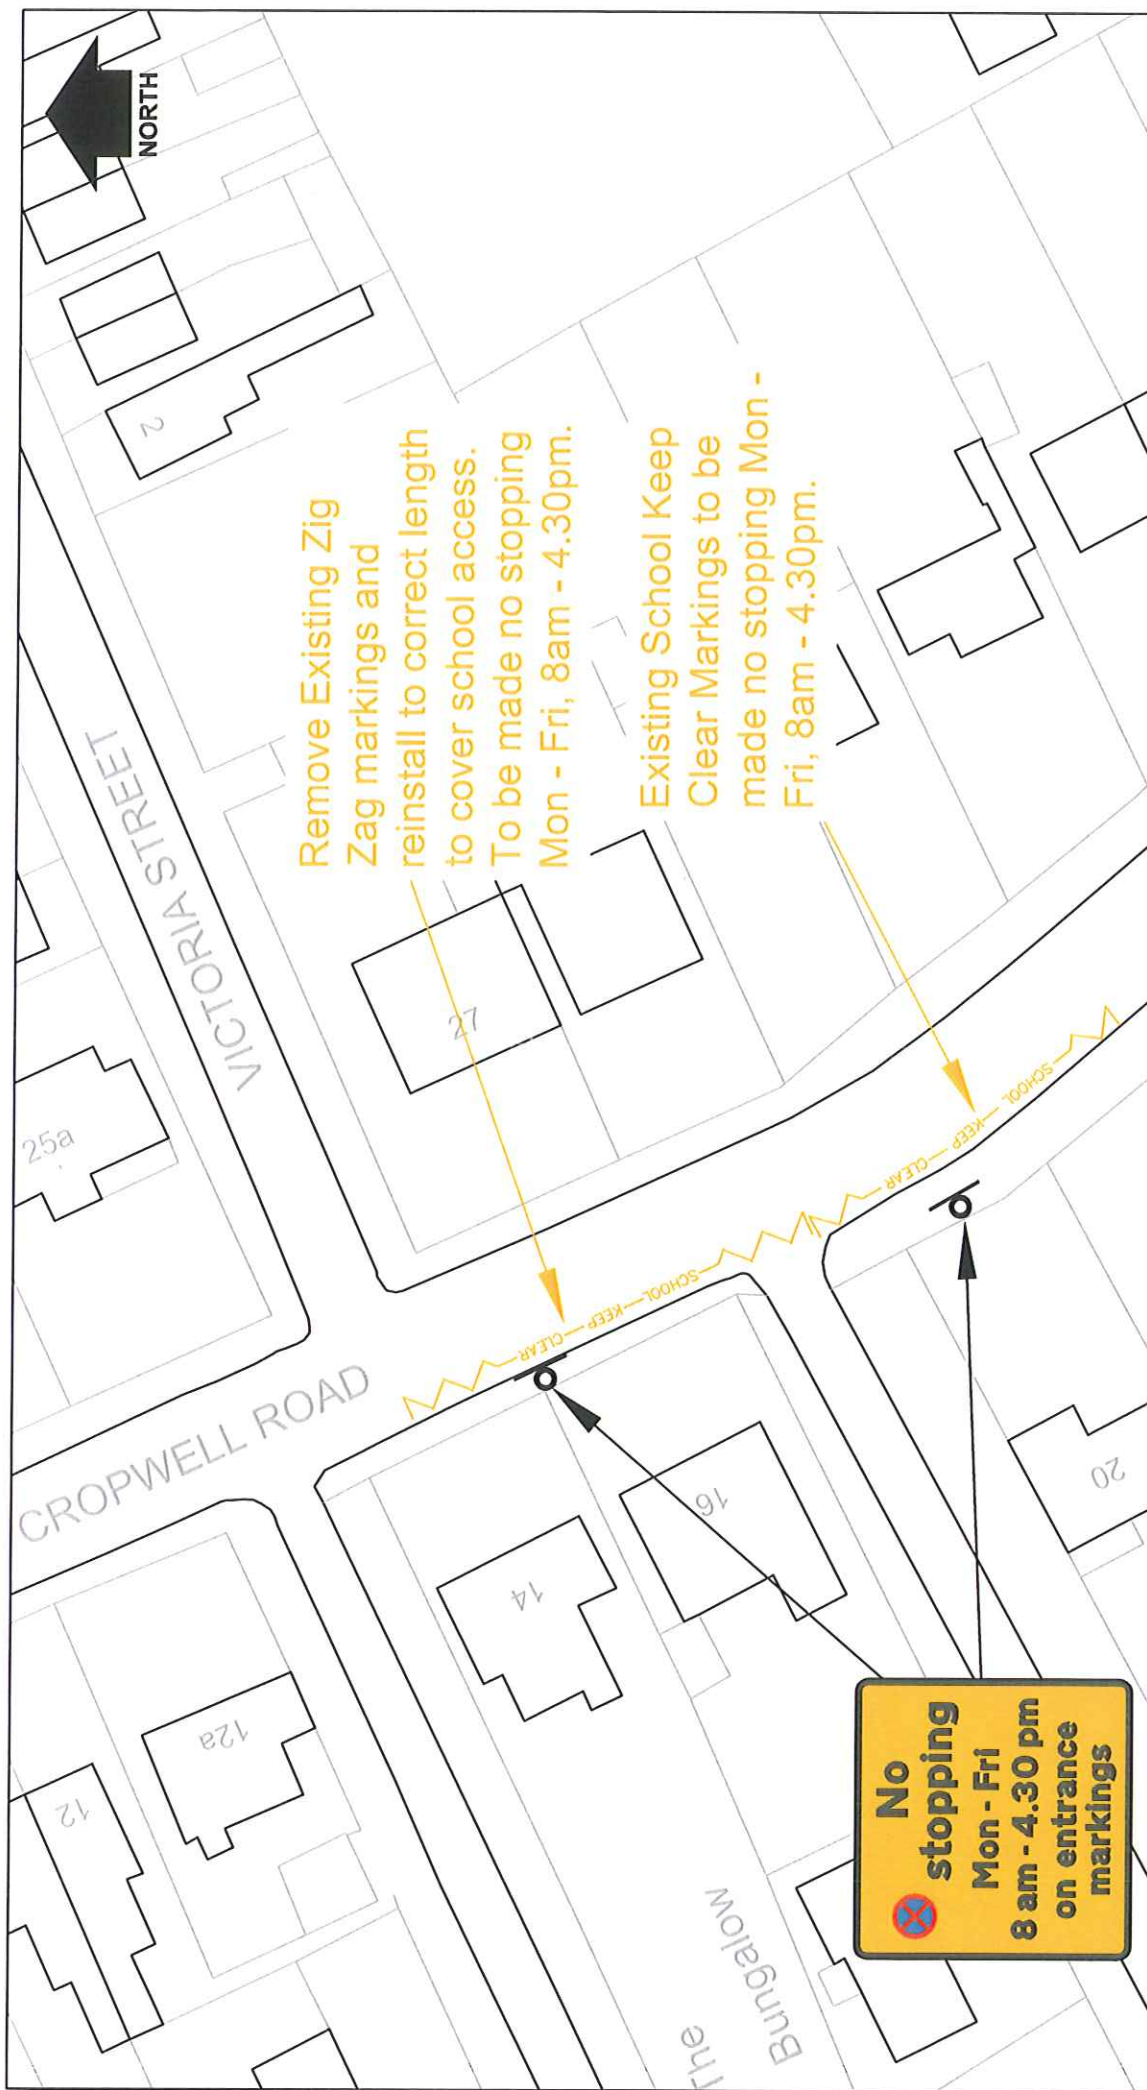 NORTH
2
VICTORIA STREET
25a
27
Remove Existing Zig
Zag markings and
reinstall to correct length
to cover school access.
To be made no stopping
Mon - Fri, 8am - 4.30pm.
Existing School Keep
Clear Markings to be
made no stopping Mon -
Fri, 8am - 4.30pm.
CROPWELL ROAD
SCHOOL
KEEP
CLEAR
SCHOOL
KEEP
CLEAR
12
12a
14
16
20
The
Bungalow
No
stopping
Mon - Fri
8 am - 4.30 pm
on entrance
markings